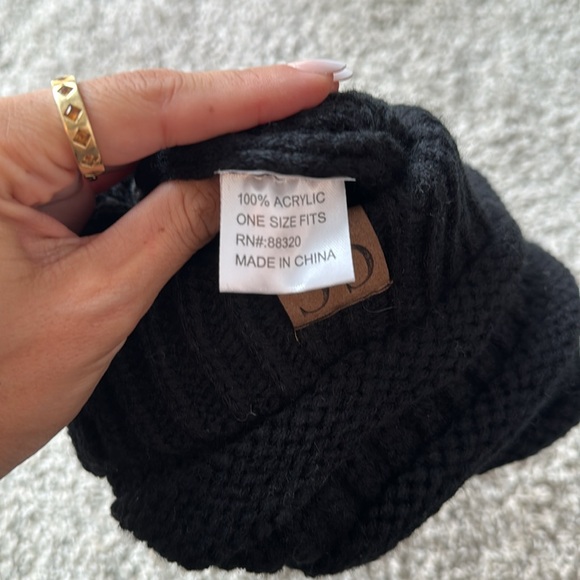 100% ACRYLIC
ONE SIZE FITS
RN#:88320
MADE IN CHINA